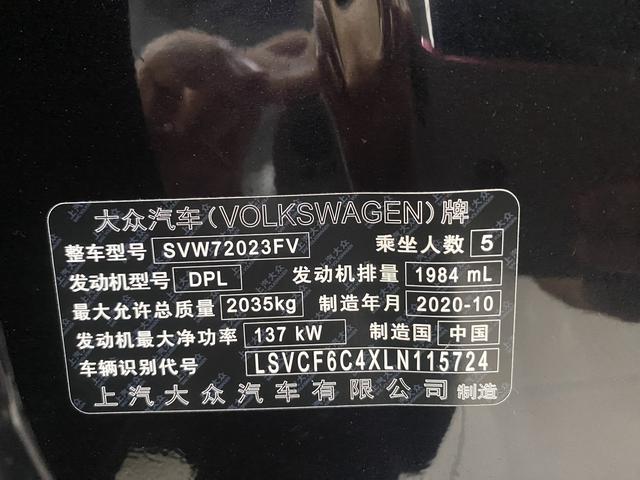 大众汽车(VOLKSWAGEN)牌
整车型号 SVW72023FV 乘坐人数 5
发动机型号 DPL 发动机排量 1984 mL
最大允许总质量 2035kg 制造年月 2020-10
发动机最大净功率 137 kW 制造国 中国
车辆识别代号 LSVCF6C4XLN115724
上汽大众汽车有限公司 制造